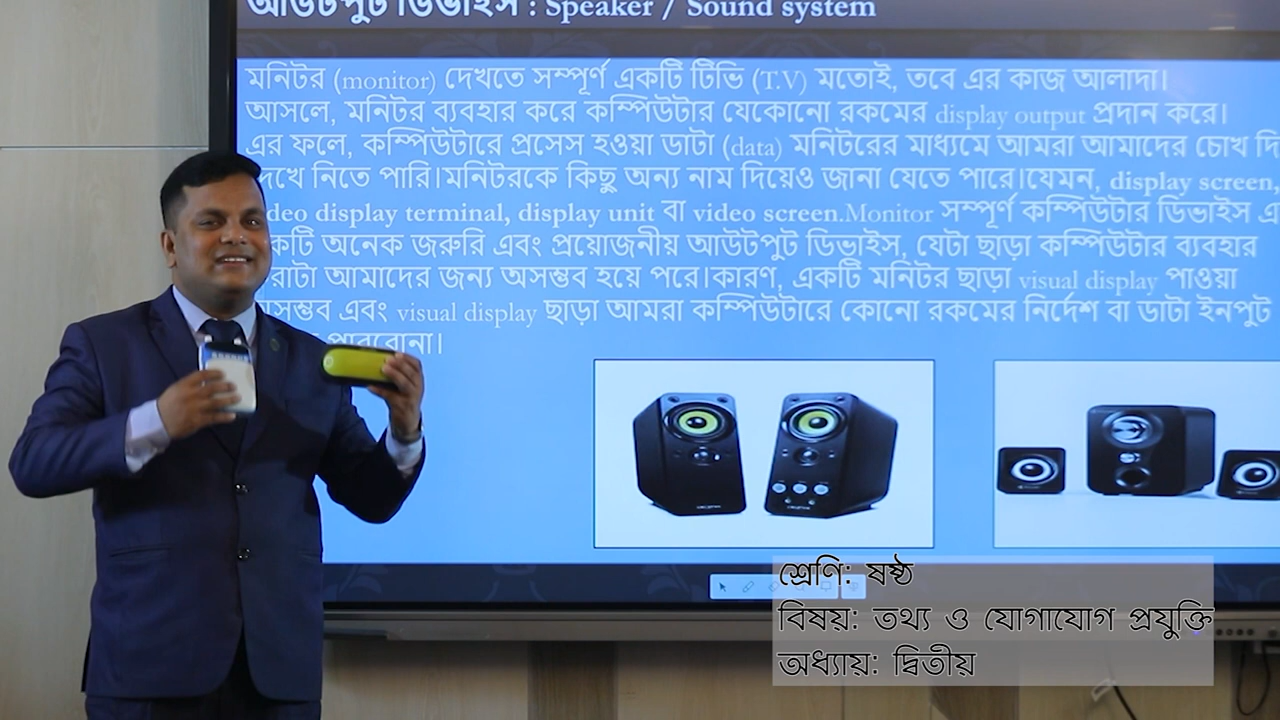 আউটপুট ডিভাইস : Speaker / Sound system
মনিটর (monitor) দেখতে সম্পূর্ণ একটি টিভি (T.V) মতোই, তবে এর কাজ আলাদা।
আসলে, মনিটর ব্যবহার করে কম্পিউটার যেকোনো রকমের display output প্রদান করে।
এর ফলে, কম্পিউটারে প্রসেস হওয়া ডাটা (data) মনিটরের মাধ্যমে আমরা আমাদের চোখ
নিতে পারি।মনিটরকে কিছু অন্য নাম দিয়েও জানা যেতে পারে।যেমন, display screen,
display terminal, display unit বা video screen.Monitor সম্পূর্ণ কম্পিউটার ডিভাইস
অনেক জরুরি এবং প্রয়োজনীয় আউটপুট ডিভাইস, যেটা ছাড়া কম্পিউটার ব্যবহার
আমাদের জন্য অসম্ভব হয়ে পরে।কারণ, একটি মনিটর ছাড়া visual display পাওয়া
এবং visual display ছাড়া আমরা কম্পিউটারে কোনো রকমের নির্দেশ বা ডাটা ইনপুট
পারবোনা।
শ্রেণি: ষষ্ঠ
বিষয়: তথ্য ও যোগাযোগ প্রযুক্তি
অধ্যায়: দ্বিতীয়